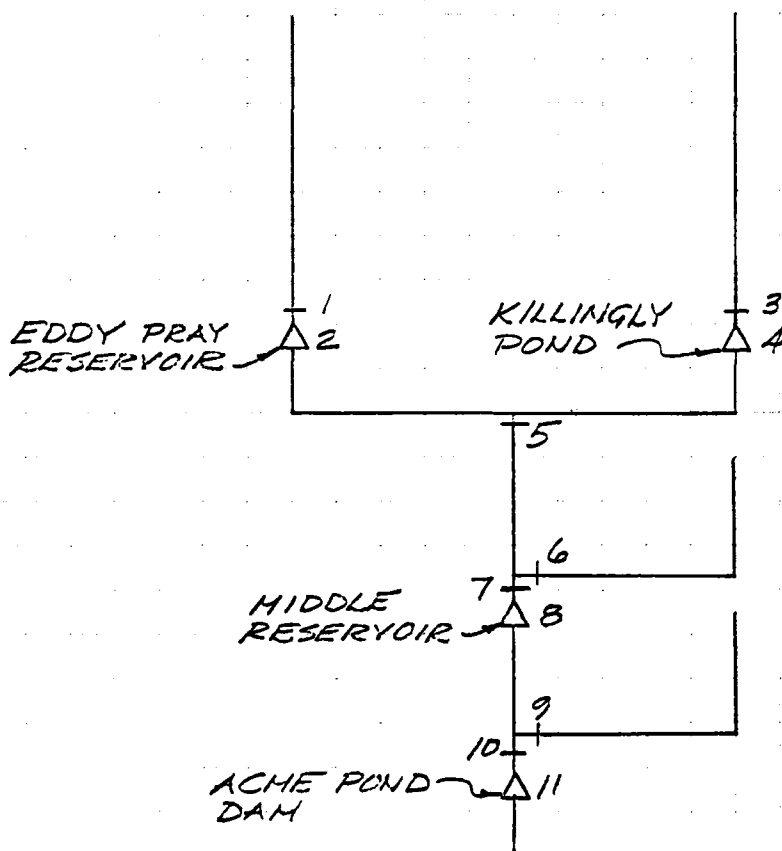 1
EDDY PRAY 2
RESERVOIR
KILLINGLY 3
POND 4
5
6
7
MIDDLE 8
RESERVOIR
9
10
ACME POND 11
DAM